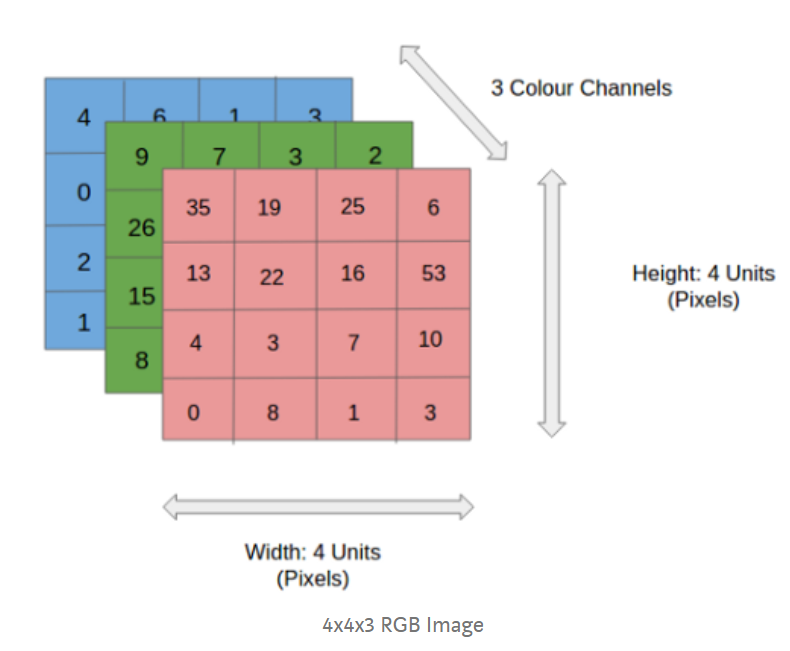 3 Colour Channels
4 6 1 3
9 7 3 2
0
35 19 25 6
26
13 22 16 53
Height: 4 Units
(Pixels)
2
15
4 3 7 10
1
8
0 8 1 3
Width: 4 Units
(Pixels)
4x4x3 RGB Image